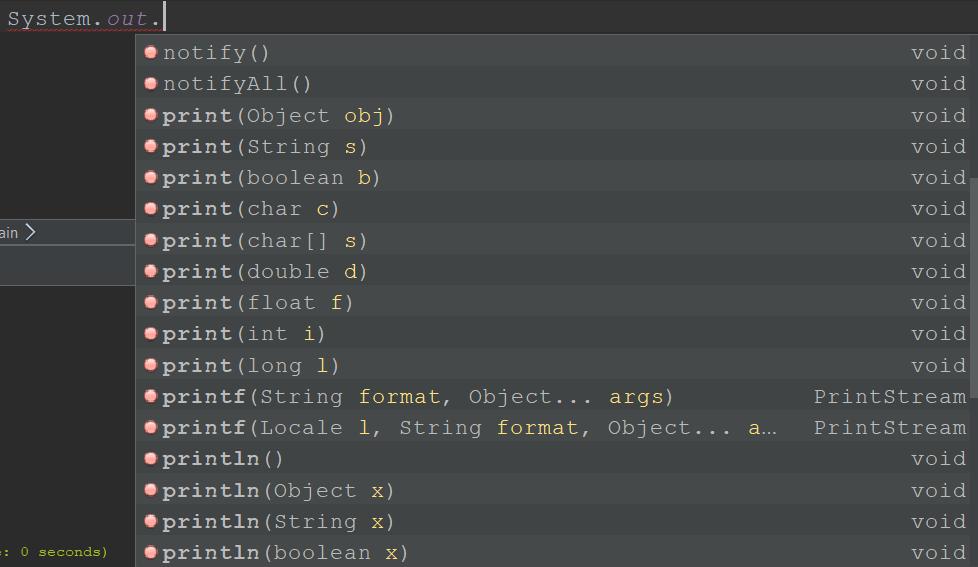 System.out.
notify() void
notifyAll() void
print(Object obj) void
print(String s) void
print(boolean b) void
print(char c) void
ain
print(char[] s) void
print(double d) void
print(float f) void
print(int i) void
print(long l) void
printf(String format, Object... args) PrintStream
printf(Locale l, String format, Object... a… PrintStream
println() void
println(Object x) void
println(String x) void
println(boolean x) void
: 0 seconds)